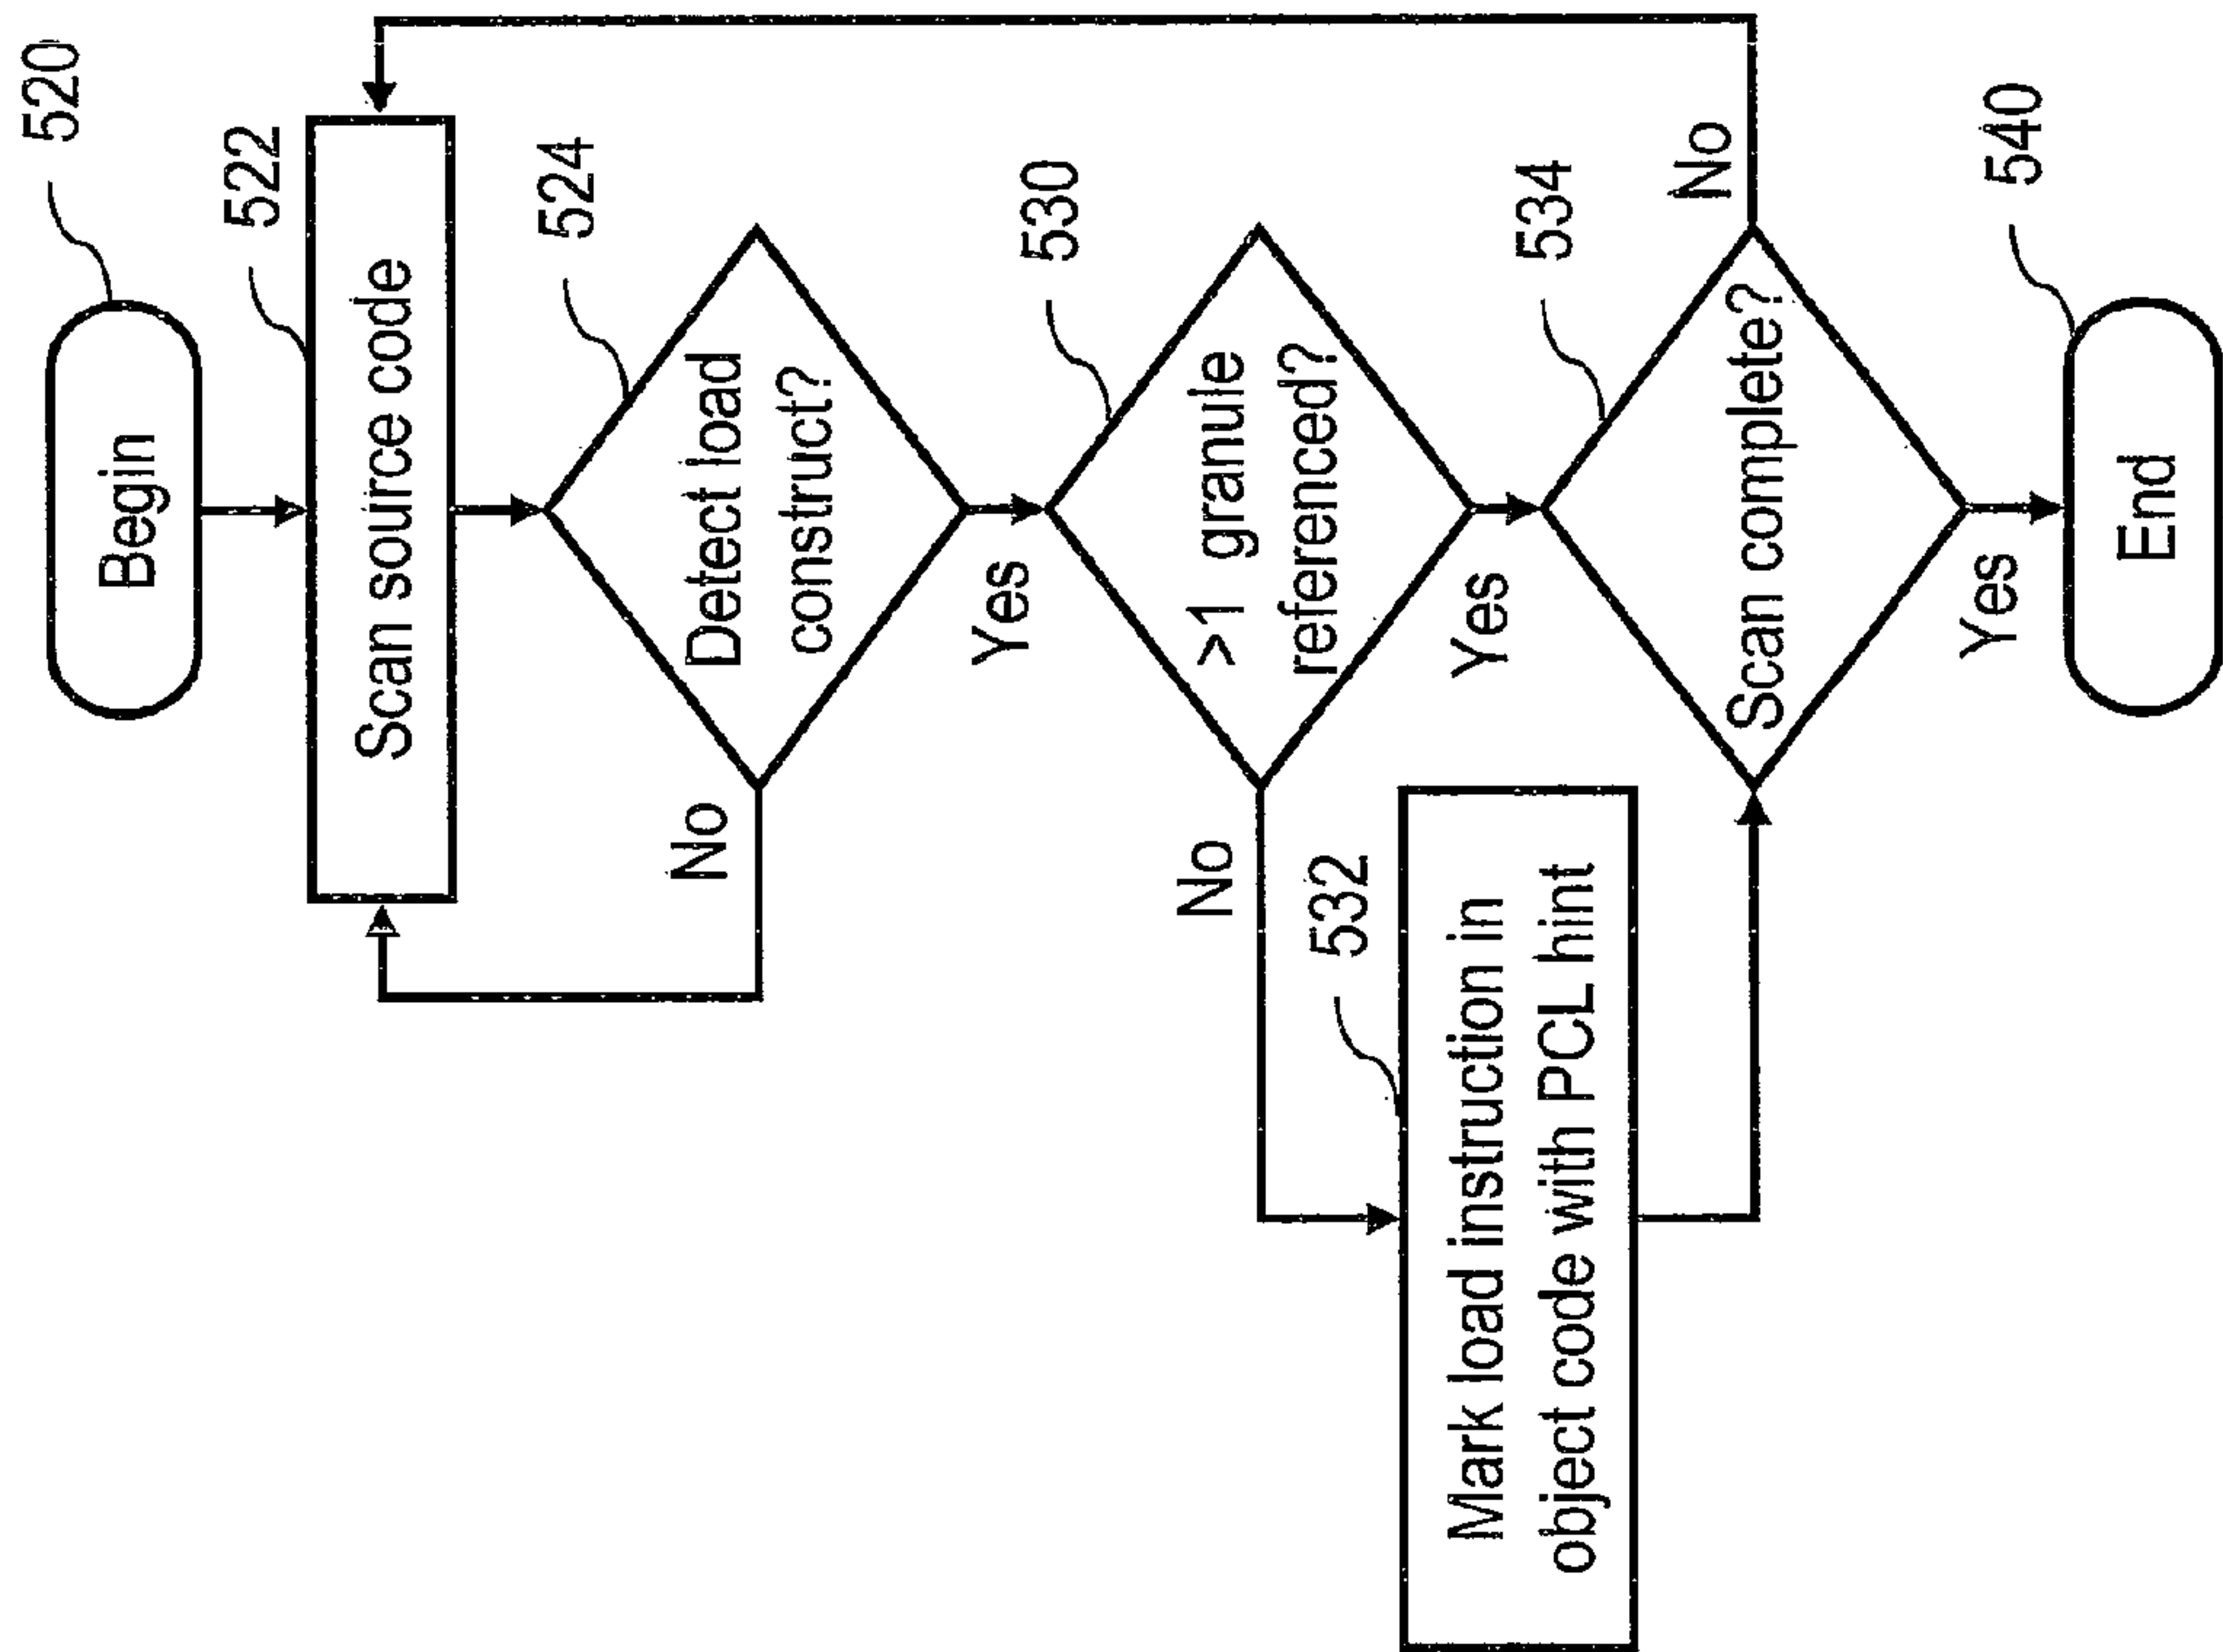 520
Begin
522
Scan source code
524
Detect load
construct?
No
Yes
530
>1 granule
referenced?
No
Yes
532
Mark load instruction in
object code with PCL hint
534
Scan complete?
No
Yes
540
End